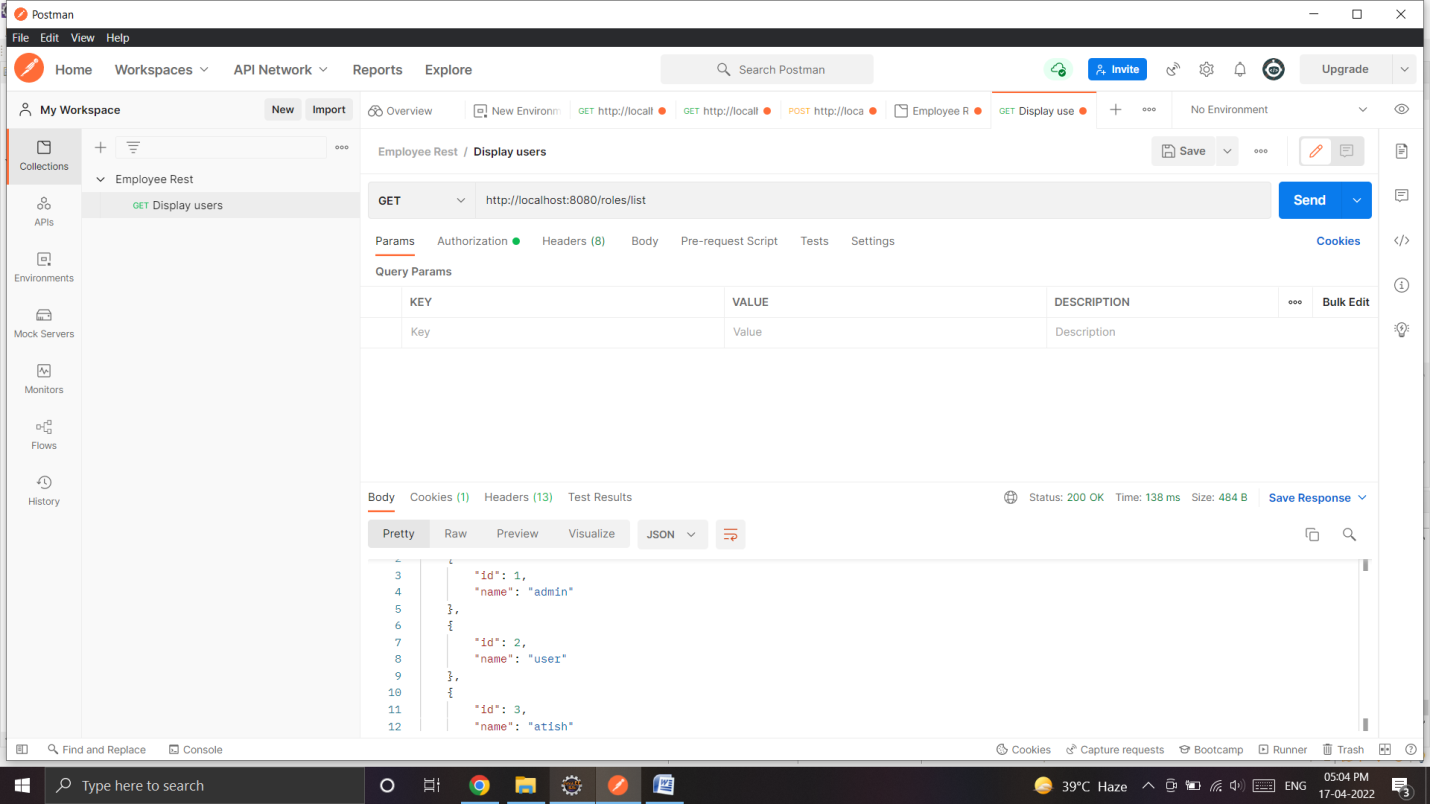 Postman
File Edit View Help
Home Workspaces API Network Reports Explore Search Postman Invite Upgrade
My Workspace New Import Overview New Environm GET http://locall GET http://locall POST http://loca Employee R GET Display use No Environment
Collections
APIs
Environments
Mock Servers
Monitors
Flows
History
Employee Rest
GET Display users
Employee Rest / Display users Save
GET http://localhost:8080/roles/list Send
Params Authorization Headers (8) Body Pre-request Script Tests Settings Cookies
Query Params
KEY VALUE DESCRIPTION Bulk Edit
Key Value Description
Body Cookies (1) Headers (13) Test Results Status: 200 OK Time: 138 ms Size: 484 B Save Response
Pretty Raw Preview Visualize JSON
2 {
3 "id": 1,
4 "name": "admin"
5 },
6 {
7 "id": 2,
8 "name": "user"
9 },
10 {
11 "id": 3,
12 "name": "atish"
Find and Replace Console Cookies Capture requests Bootcamp Runner Trash
Type here to search 39°C Haze ENG 05:04 PM
17-04-2022 3